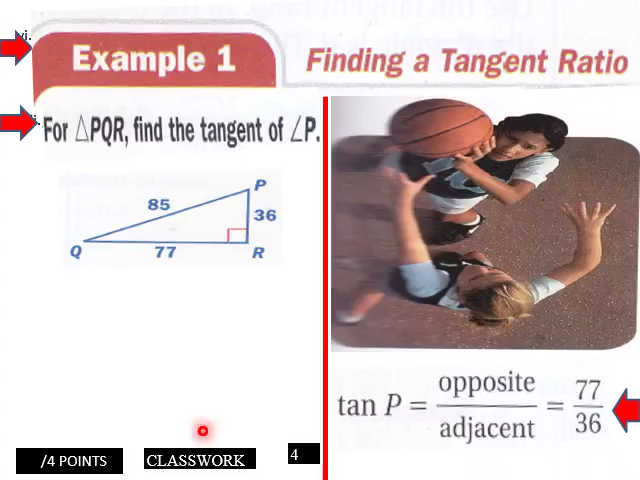 vi.
Example 1
Finding a Tangent Ratio
For △PQR, find the tangent of ∠P.
P
85
36
Q
77
R
tan P = opposite / adjacent = 77 / 36
/4 POINTS
CLASSWORK
4